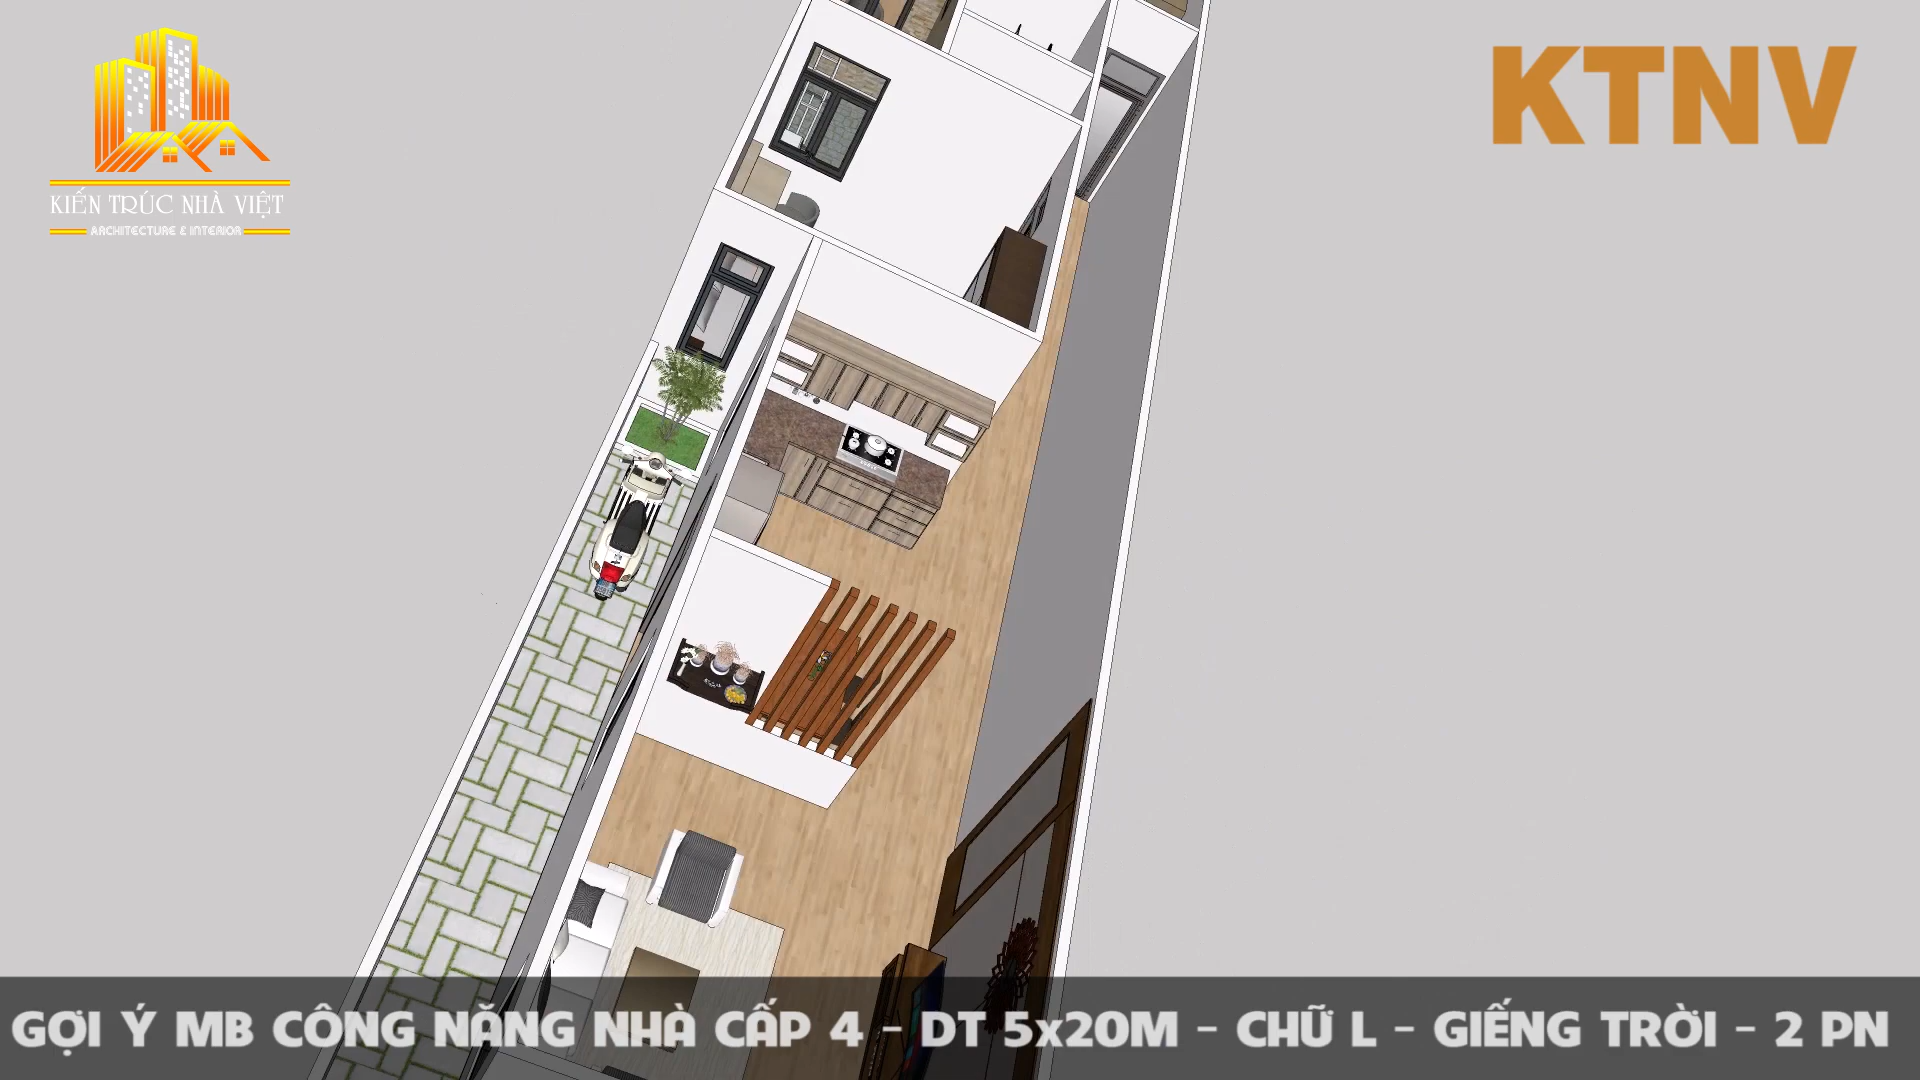 KTNV
KIẾN TRÚC NHÀ VIỆT
ARCHITECTURE & INTERIOR
GỢI Ý MB CÔNG NĂNG NHÀ CẤP 4 - DT 5x20M - CHỮ L - GIẾNG TRỜI - 2 PN